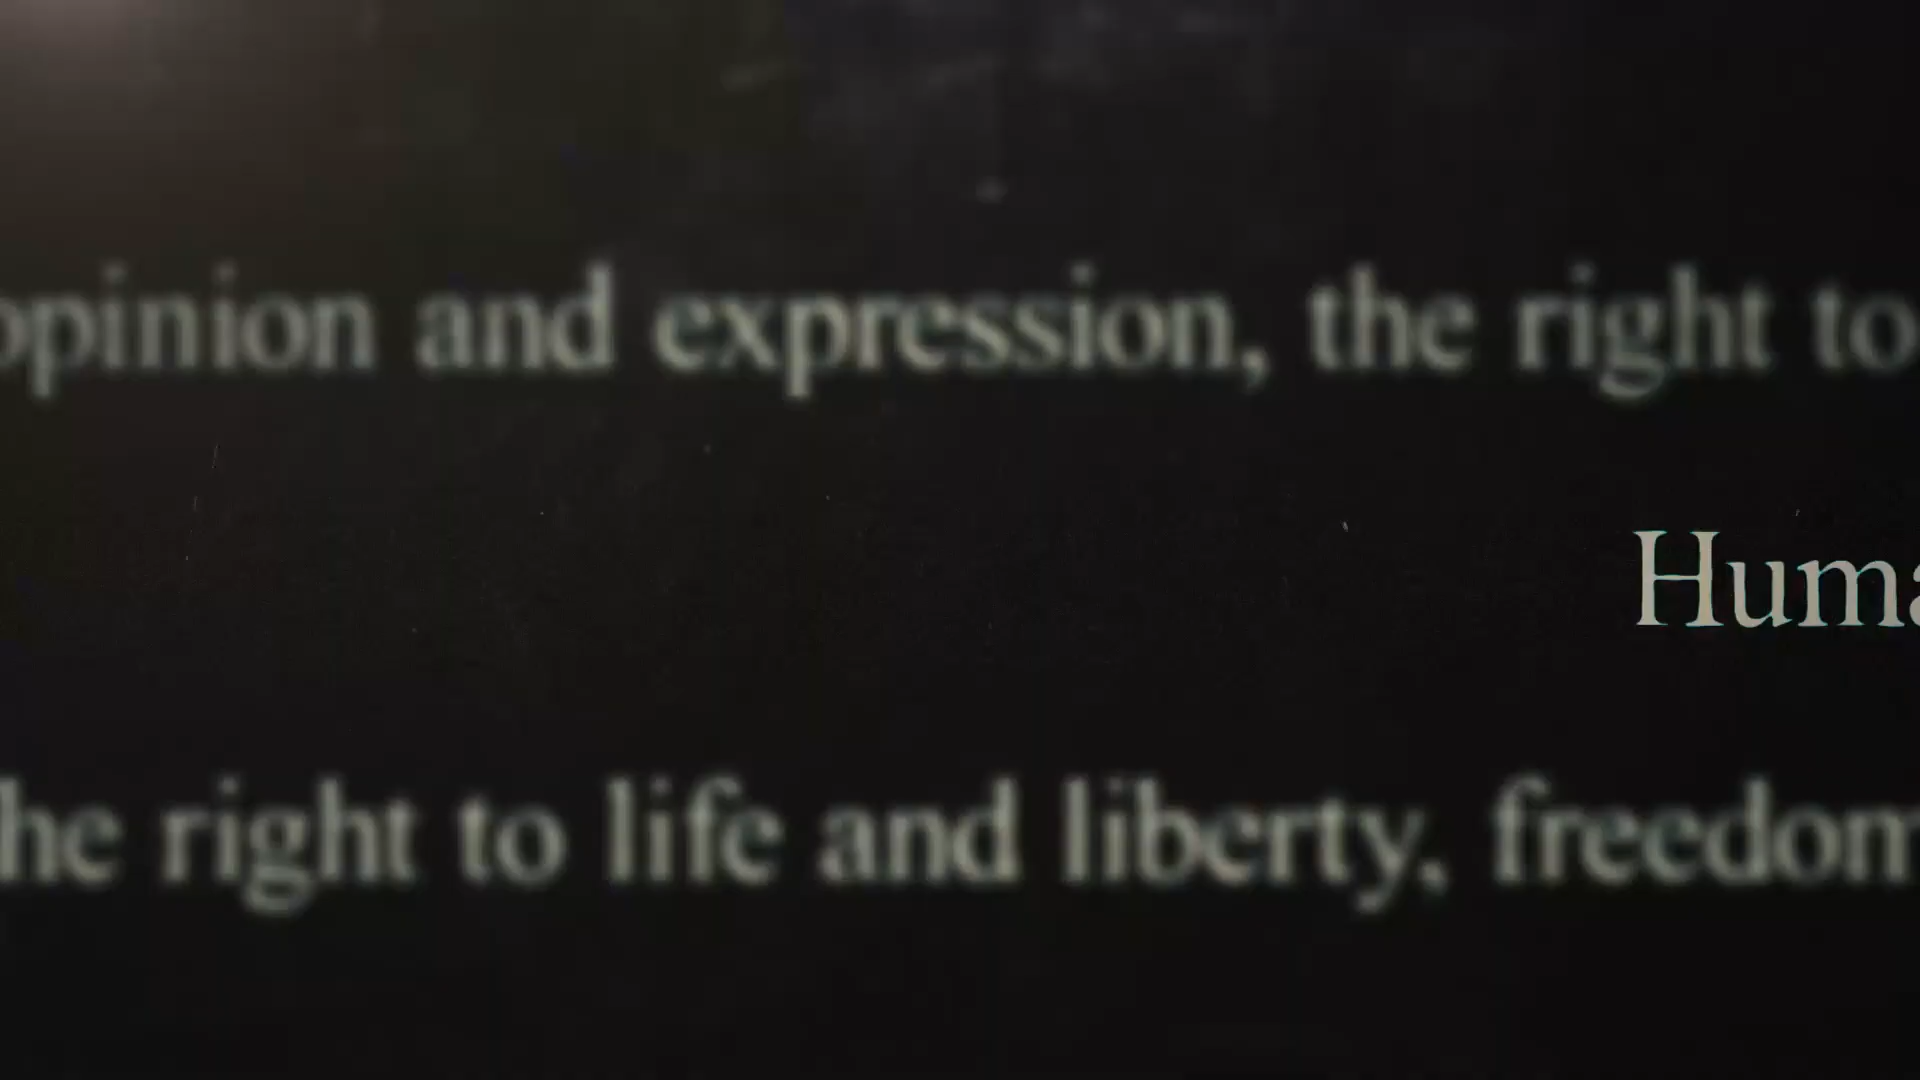 opinion and expression, the right to
Huma
he right to life and liberty, freedom